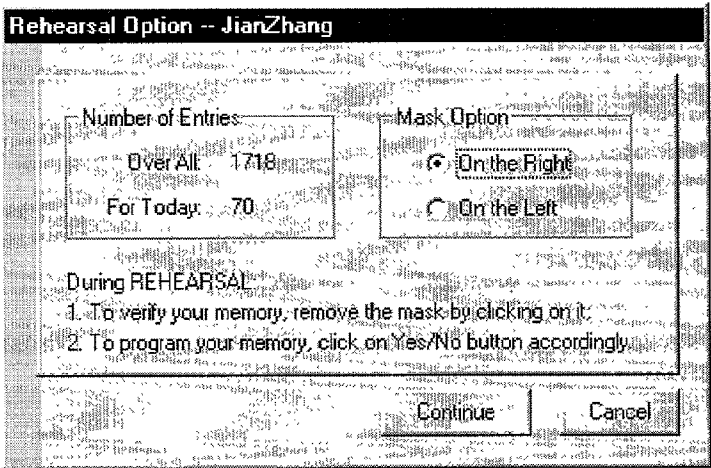 Rehearsal Option -- JianZhang
Number of Entries:
Over All: 1718
For Today: 70
Mask Option
On the Right
On the Left
During REHEARSAL
1. To verify your memory, remove the mask by clicking on it.
2. To program your memory, click on Yes/No button accordingly.
Continue
Cancel